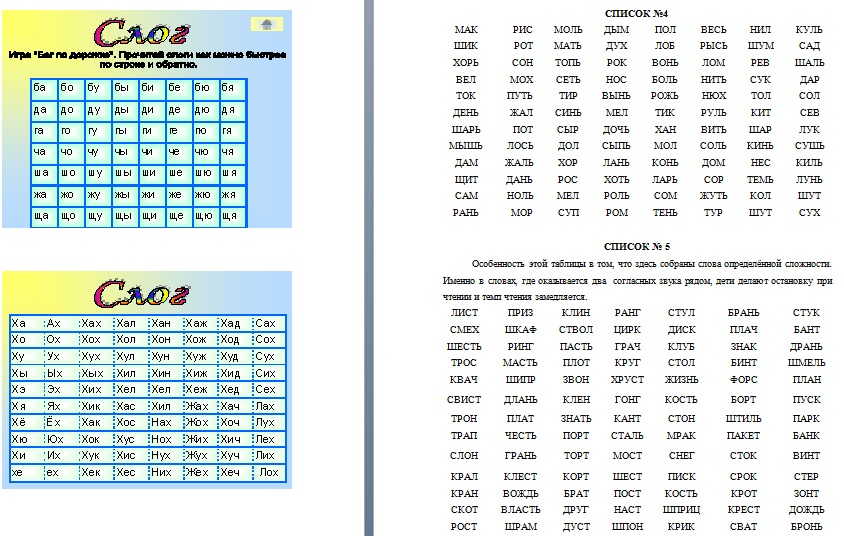 Слог
Игра "Бег по дорожке". Прочитай слоги как можно быстрее
по строке и обратно.
ба бо бу бы би бе бю бя
да до ду ды ди де дю дя
га го гу гы ги ге гю гя
ча чо чу чы чи че чю чя
ша шо шу шы ши ше шю шя
жа жо жу жы жи же жю жя
ща що щу щы щи ще щю щя
Слог
Ха Ах Хах Хал Хан Хаж Хад Сах
Хо Ох Хох Хол Хон Хож Ход Сох
Ху Ух Хух Хул Хун Хуж Худ Сух
Хы Ых Хых Хил Хин Хиж Хид Сих
Хэ Эх Хих Хел Хел Хеж Хед Сех
Хя Ях Хик Хас Хил Жах Хач Лах
Хё Ёх Хак Хос Нах Жох Хоч Лух
Хю Юх Хок Хус Нох Жих Хич Лех
Хи Их Хук Хис Нух Жух Хуч Лих
хе ех Хек Хес Них Жех Хеч Лох
СПИСОК №4
МАК РИС МОЛЬ ДЫМ ПОЛ ВЕСЬ НИЛ КУЛЬ
ШИК РОТ МАТЬ ДУХ ЛОБ РЫСЬ ШУМ САД
ХОРЬ СОН ТОПЬ РОК ВОНЬ ЛОМ РЕВ ШАЛЬ
ВЕЛ МОХ СЕТЬ НОС БОЛЬ НИТЬ СУК ДАР
ТОК ПУТЬ ТИР ВЫНЬ РОЖЬ НЮХ ТОЛ СОЛ
ДЕНЬ ЖАЛ СИНЬ МЕЛ ТИК РУЛЬ КИТ СЕВ
ШАРЬ ПОТ СЫР ДОЧЬ ХАН ВИТЬ ШАР ЛУК
МЫШЬ ЛОСЬ ДОЛ СЫПЬ МОЛ СОЛЬ КИНЬ СУШЬ
ДАМ ЖАЛЬ ХОР ЛАНЬ КОНЬ ДОМ НЕС КИЛЬ
ЩИТ ДАНЬ РОС ХОТЬ ЛАРЬ СОР ТЕМЬ ЛУНЬ
САМ НОЛЬ МЕЛ РОЛЬ СОМ ЖУТЬ КОЛ ШУТ
РАНЬ МОР СУП РОМ ТЕНЬ ТУР ШУТ СУХ
СПИСОК № 5
Особенность этой таблицы в том, что здесь собраны слова определённой сложности.
Именно в словах, где оказывается два согласных звука рядом, дети делают остановку при
чтении и темп чтения замедляется.
ЛИСТ ПРИЗ КЛИН РАНГ СТУЛ БРАНЬ СТУК
СМЕХ ШКАФ СТВОЛ ЦИРК ДИСК ПЛАЧ БАНТ
ШЕСТЬ РИНГ ПАСТЬ ГРАЧ КЛУБ ЗНАК ДРАНЬ
ТРОС МАСТЬ ПЛОТ КРУГ СТОЛ БИНТ ШМЕЛЬ
КВАЧ ШИПР ЗВОН ХРУСТ ЖИЗНЬ ФОРС ПЛАН
СВИСТ ДЛАНЬ КЛЕН ГОНГ КОСТЬ БОРТ ПУСК
ТРОН ПЛАТ ЗНАТЬ КАНТ СТОН ШТИЛЬ ПАРК
ТРАП ЧЕСТЬ ПОРТ СТАЛЬ МРАК ПАКЕТ БАНК
СЛОН ГРАНЬ ТОРТ МОСТ СНЕГ СТОК ВИНТ
КРАЛ КЛЕСТ КОРТ ШЕСТ ПИСК СРОК СТЕР
КРАН ВОЖДЬ БРАТ ПОСТ КОСТЬ КРОТ ЗОНТ
СКОТ ВЛАСТЬ ДРУГ НАСТ ШПРИЦ КРЕСТ ДОЖДЬ
РОСТ ШРАМ ДУСТ ШПОН КРИК СВАТ БРОНЬ